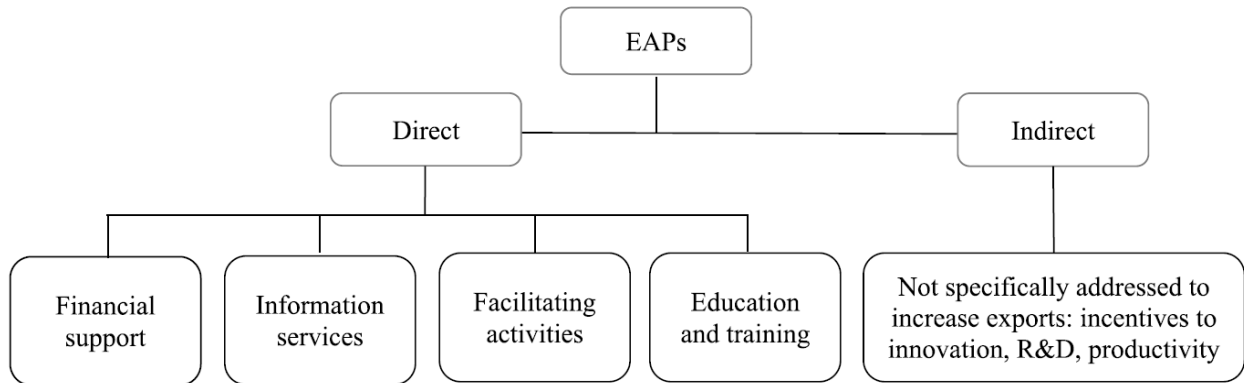 EAPs
Direct
Indirect
Financial
support
Information
services
Facilitating
activities
Education
and training
Not specifically addressed to
increase exports: incentives to
innovation, R&D, productivity